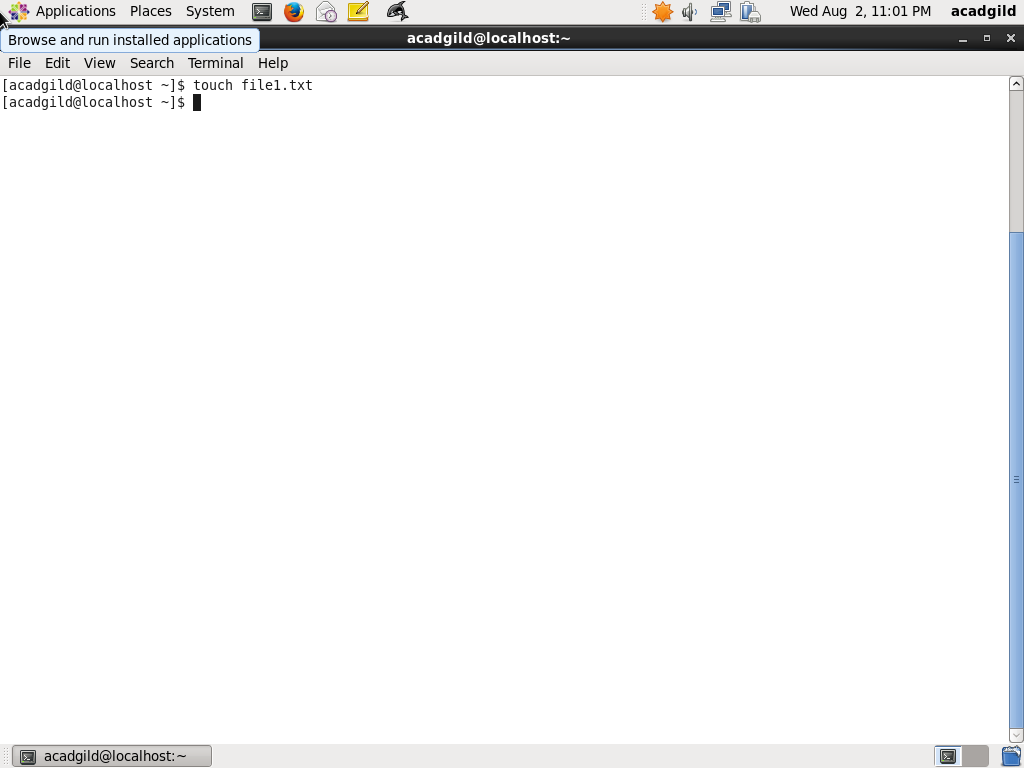 Applications Places System Wed Aug 2, 11:01 PM acadgild
Browse and run installed applications
acadgild@localhost:~
File Edit View Search Terminal Help
[acadgild@localhost ~]$ touch file1.txt
[acadgild@localhost ~]$
acadgild@localhost:~